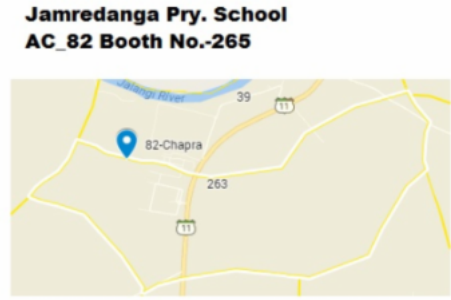 Jamredanga Pry. School
AC_82 Booth No.-265
Jalangi River
39
11
82-Chapra
263
11